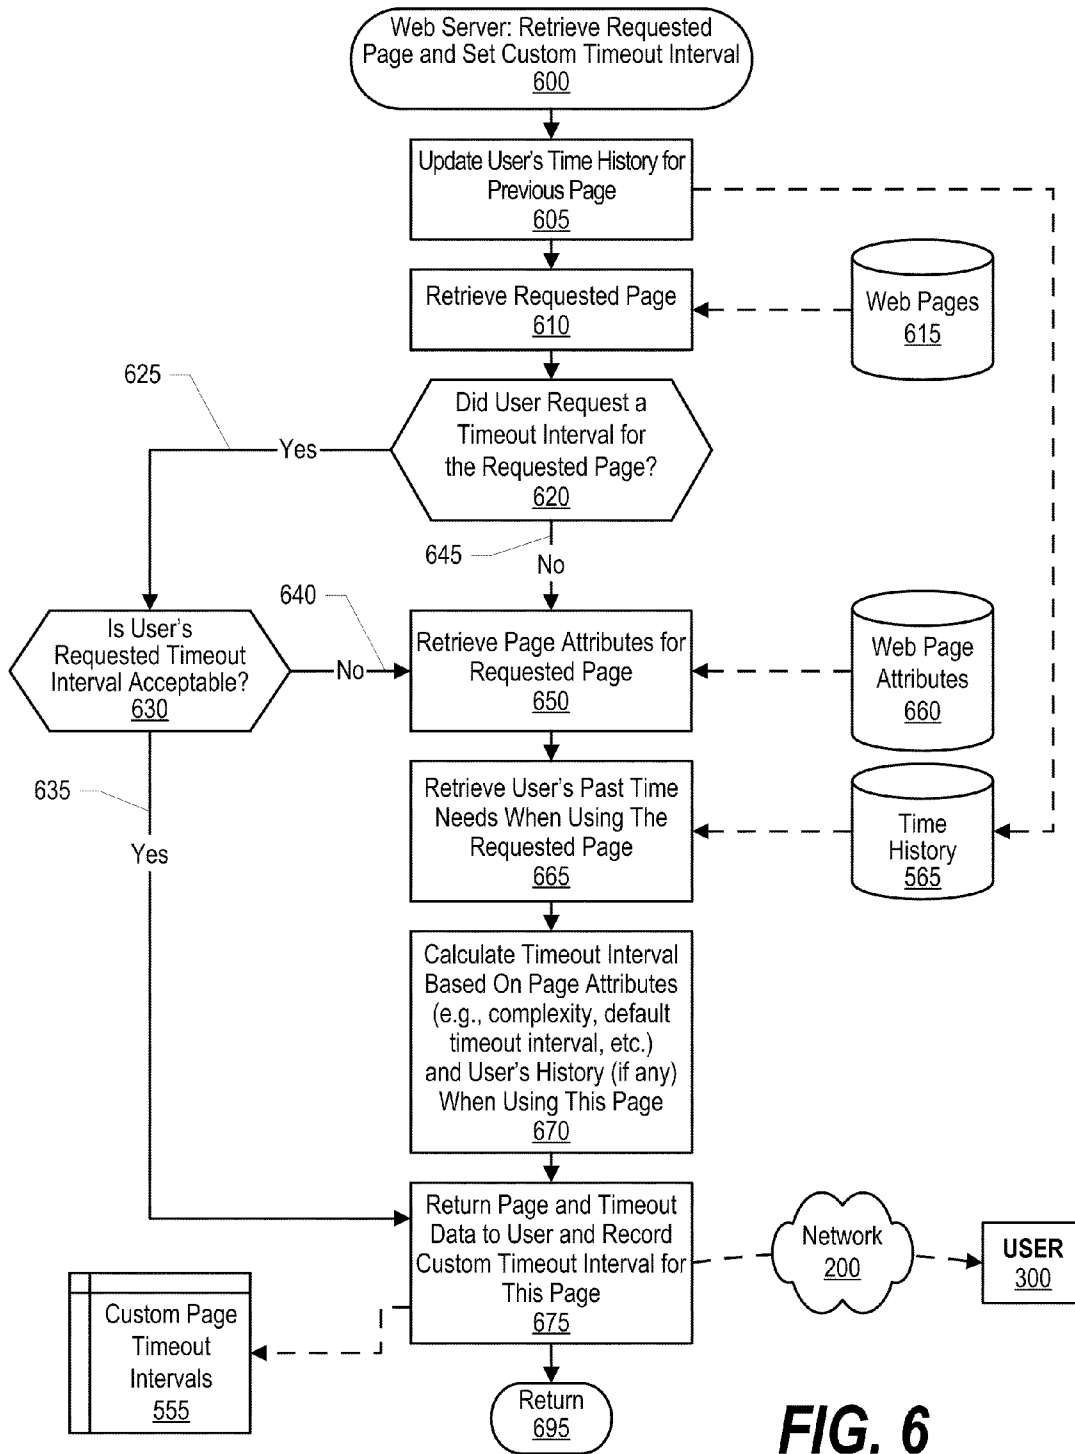 Web Server: Retrieve Requested
Page and Set Custom Timeout Interval
600
Update User's Time History for
Previous Page
605
Retrieve Requested Page
610
Web Pages
615
625
Did User Request a
Timeout Interval for
the Requested Page?
620
Yes
645
No
640
Is User's
Requested Timeout
Interval Acceptable?
630
No
Retrieve Page Attributes for
Requested Page
650
Web Page
Attributes
660
635
Yes
Retrieve User's Past Time
Needs When Using The
Requested Page
665
Time
History
565
Calculate Timeout Interval
Based On Page Attributes
(e.g., complexity, default
timeout interval, etc.)
and User's History (if any)
When Using This Page
670
Return Page and Timeout
Data to User and Record
Custom Timeout Interval for
This Page
675
Network
200
USER
300
Custom Page
Timeout
Intervals
555
Return
695
FIG. 6